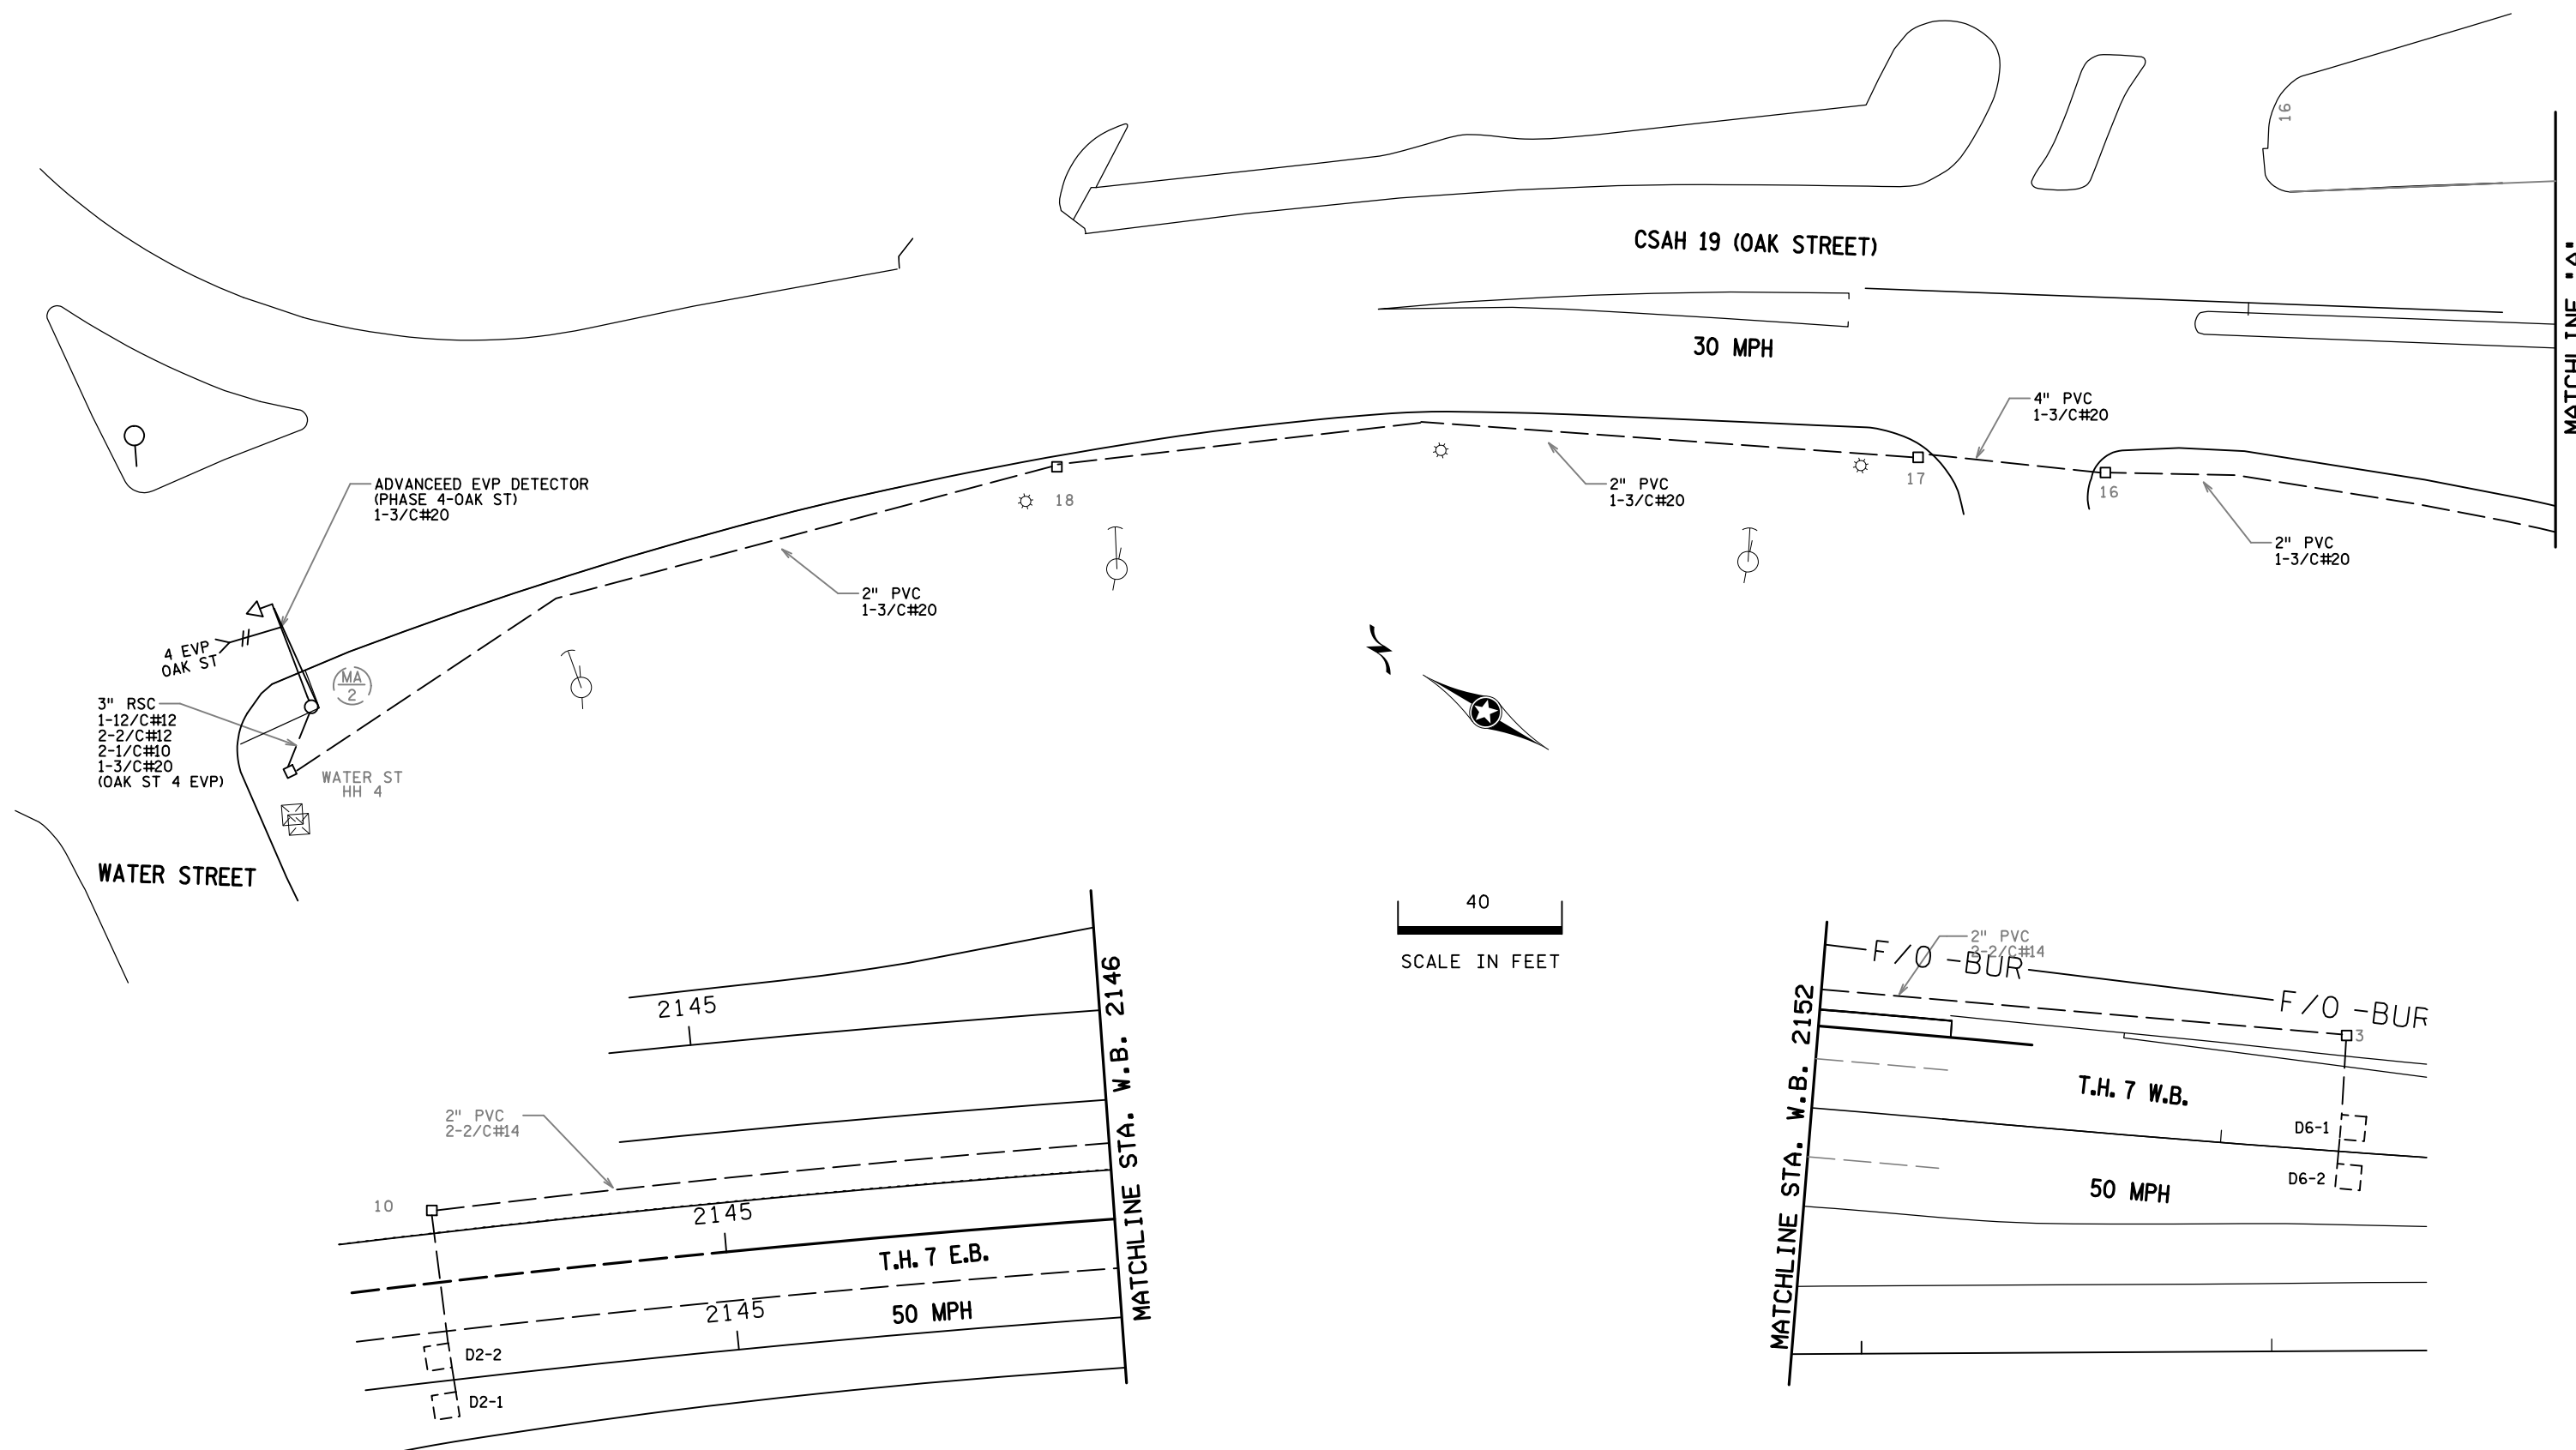 16
CSAH 19 (OAK STREET)
MATCHLINE "A"
30 MPH
4" PVC
1-3/C#20
ADVANCEED EVP DETECTOR
(PHASE 4-OAK ST)
1-3/C#20
18
2" PVC
1-3/C#20
17
16
2" PVC
1-3/C#20
2" PVC
1-3/C#20
4 EVP
OAK ST
MA
2
3" RSC
1-12/C#12
2-2/C#12
2-1/C#10
1-3/C#20
(OAK ST 4 EVP)
WATER ST
HH 4
WATER STREET
N
40
SCALE IN FEET
2145
MATCHLINE STA. W.B. 2146
2" PVC
2-2/C#14
10
2145
T.H. 7 E.B.
2145
50 MPH
D2-2
D2-1
2" PVC
2-2/C#14
F/O -BUR
F/O -BUR
MATCHLINE STA. W.B. 2152
3
T.H. 7 W.B.
D6-1
D6-2
50 MPH